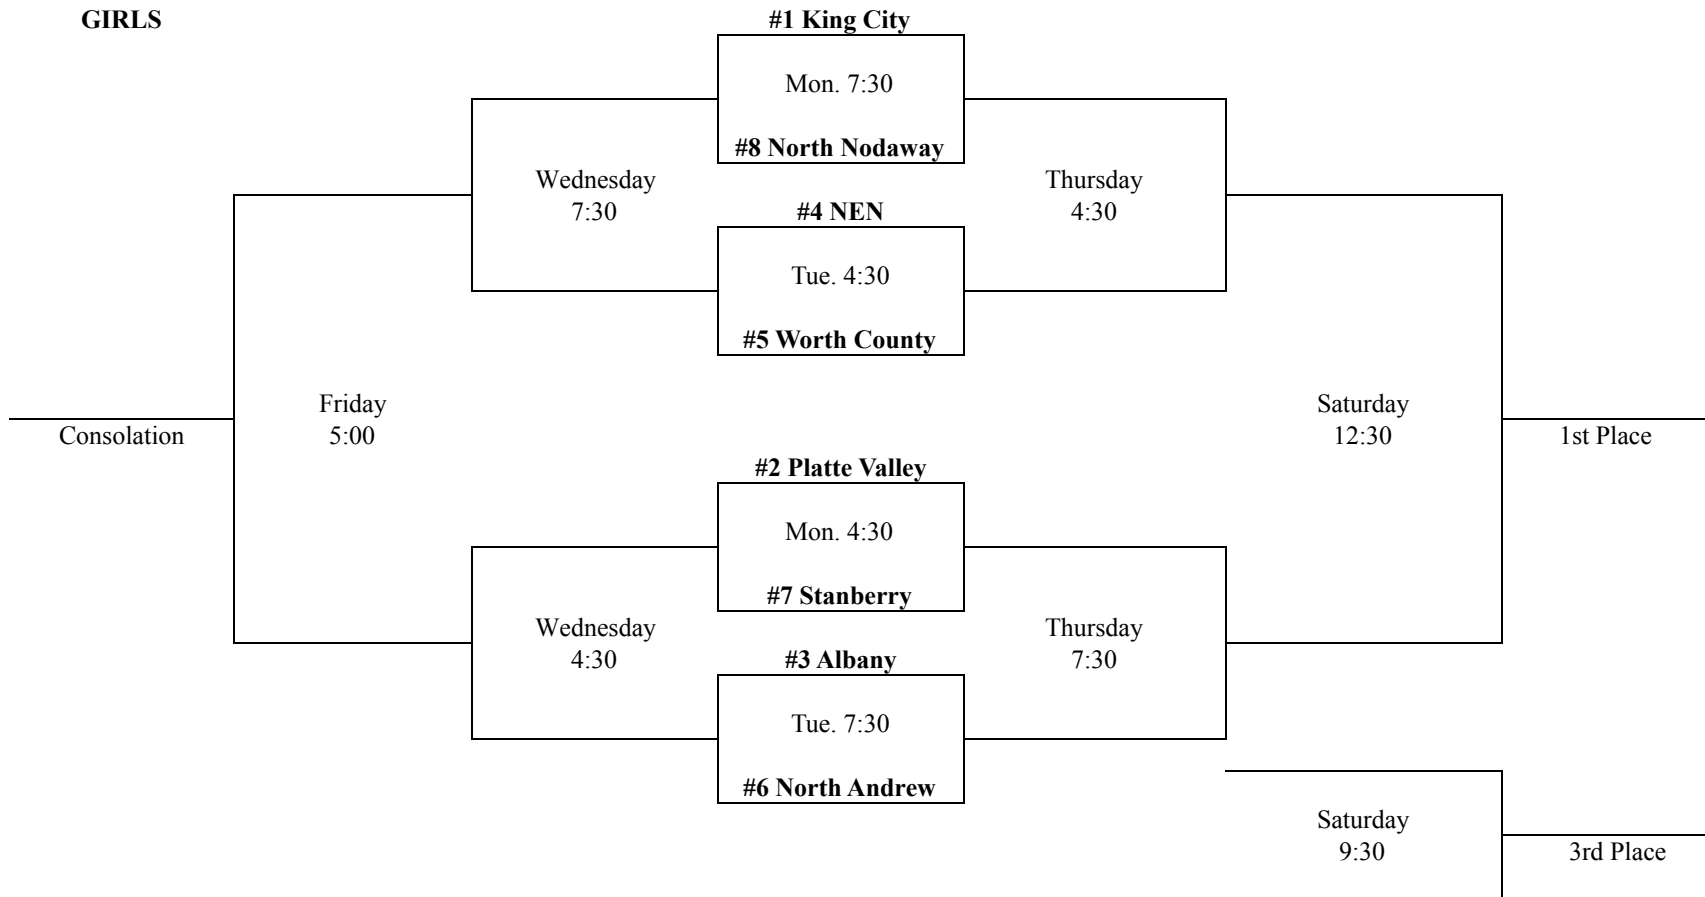 GIRLS
#1 King City
Mon. 7:30
#8 North Nodaway
Wednesday
7:30
Thursday
4:30
#4 NEN
Tue. 4:30
#5 Worth County
Friday
5:00
Consolation
Saturday
12:30
1st Place
#2 Platte Valley
Mon. 4:30
#7 Stanberry
Wednesday
4:30
Thursday
7:30
#3 Albany
Tue. 7:30
#6 North Andrew
Saturday
9:30
3rd Place